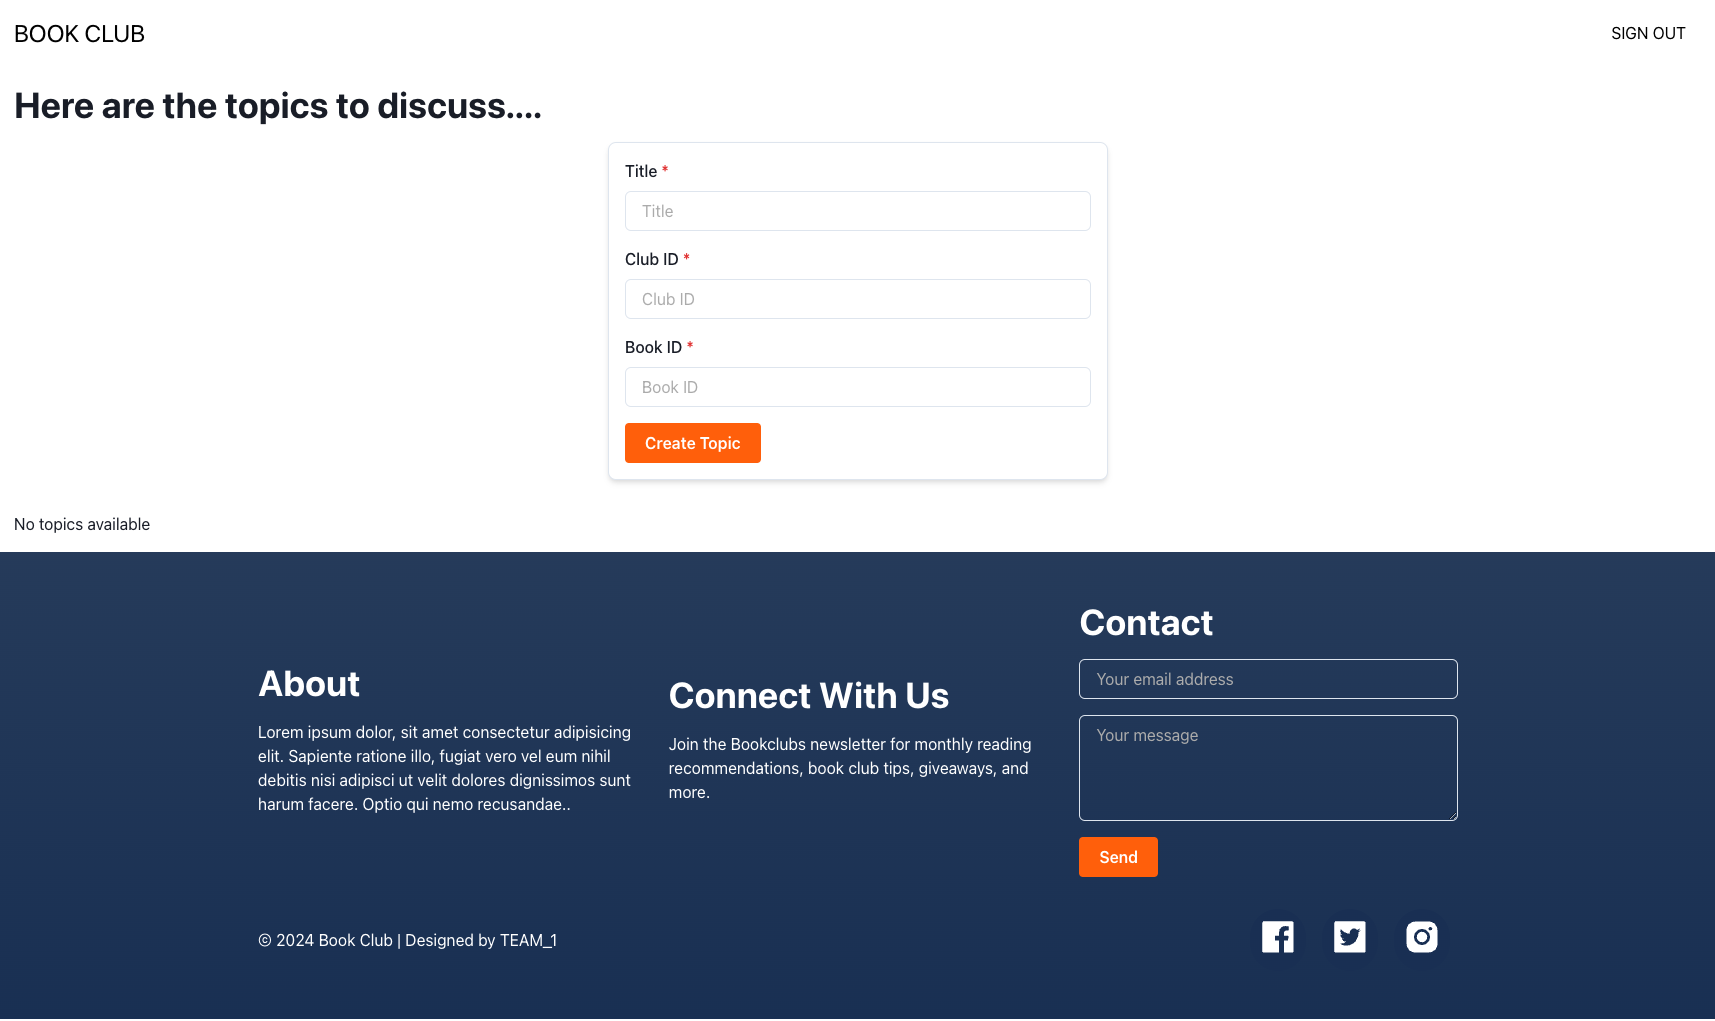 BOOK CLUB
SIGN OUT
Here are the topics to discuss....
Title *
Title
Club ID *
Club ID
Book ID *
Book ID
Create Topic
No topics available
About
Lorem ipsum dolor, sit amet consectetur adipisicing
elit. Sapiente ratione illo, fugiat vero vel eum nihil
debitis nisi adipisci ut velit dolores dignissimos sunt
harum facere. Optio qui nemo recusandae..
Connect With Us
Join the Bookclubs newsletter for monthly reading
recommendations, book club tips, giveaways, and
more.
Contact
Your email address
Your message
Send
© 2024 Book Club | Designed by TEAM_1